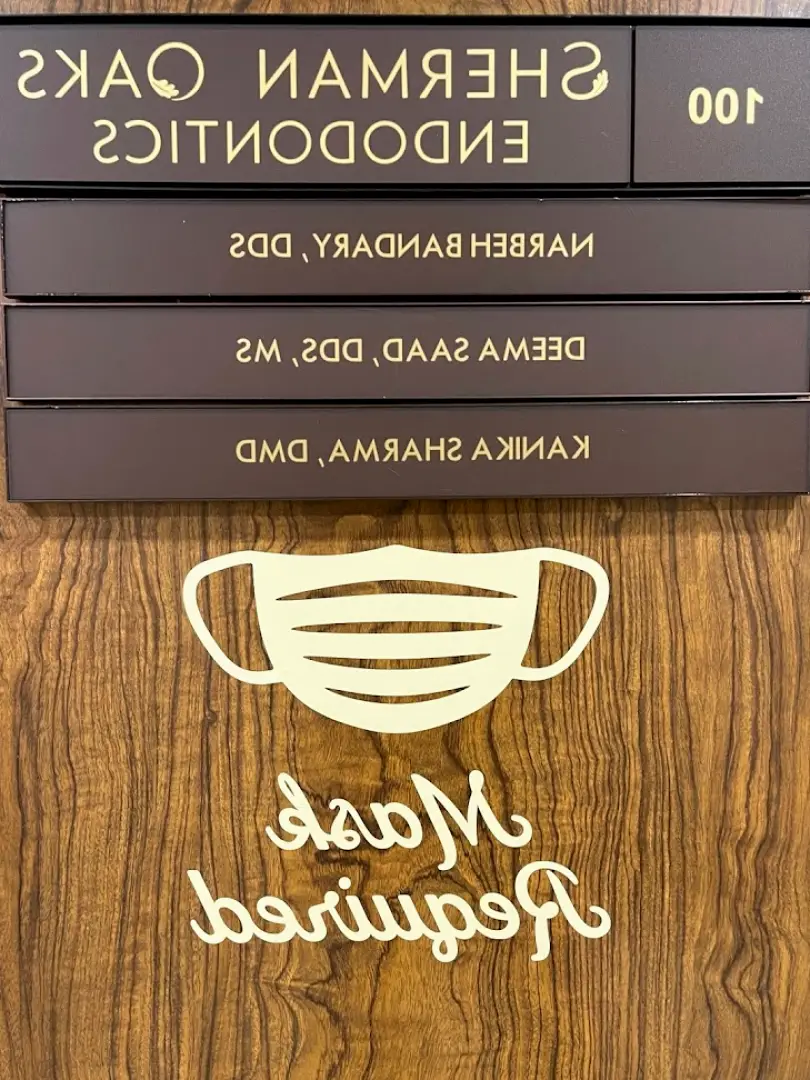 100 SHERMAN OAKS
ENDODONTICS
NARBEH BANDARY, DDS
DEEMA SAAD, DDS, MS
KANIKA SHARMA, DMD
Mask
Required